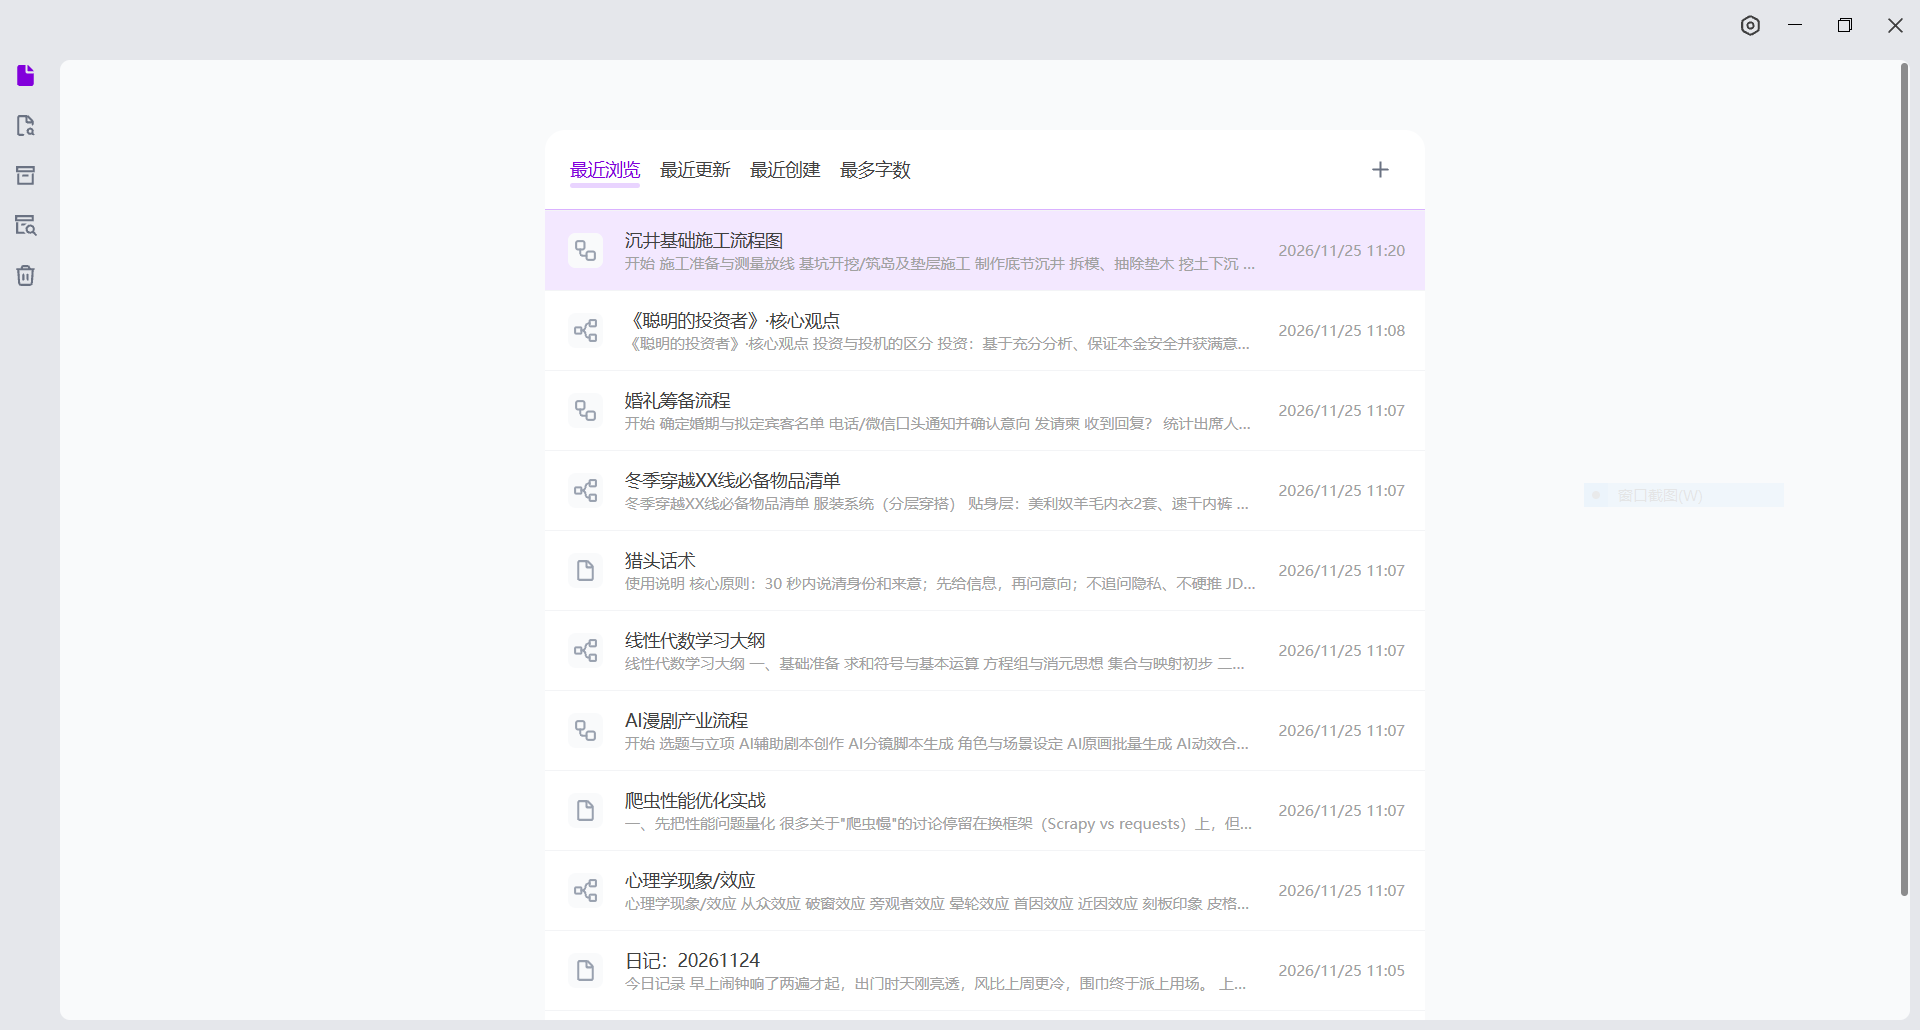 最近浏览 最近更新 最近创建 最多字数
沉井基础施工流程图
开始 施工准备与测量放线 基坑开挖/筑岛及垫层施工 制作底节沉井 拆模、抽除垫木 挖土下沉 ...
2026/11/25 11:20
《聪明的投资者》·核心观点
《聪明的投资者》·核心观点 投资与投机的区分 投资：基于充分分析、保证本金安全并获满意...
2026/11/25 11:08
婚礼筹备流程
开始 确定婚期与拟定宾客名单 电话/微信口头通知并确认意向 发请柬 收到回复？ 统计出席人...
2026/11/25 11:07
冬季穿越XX线必备物品清单
冬季穿越XX线必备物品清单 服装系统（分层穿搭） 贴身层：美利奴羊毛内衣2套、速干内裤 ...
2026/11/25 11:07
窗口截图(W)
猎头话术
使用说明 核心原则：30 秒内说清身份和来意；先给信息，再问意向；不追问隐私、不硬推 JD...
2026/11/25 11:07
线性代数学习大纲
线性代数学习大纲 一、基础准备 求和符号与基本运算 方程组与消元思想 集合与映射初步 二...
2026/11/25 11:07
AI漫剧产业流程
开始 选题与立项 AI辅助剧本创作 AI分镜脚本生成 角色与场景设定 AI原画批量生成 AI动效合...
2026/11/25 11:07
爬虫性能优化实战
一、先把性能问题量化 很多关于"爬虫慢"的讨论停留在换框架（Scrapy vs requests）上，但...
2026/11/25 11:07
心理学现象/效应
心理学现象/效应 从众效应 破窗效应 旁观者效应 晕轮效应 首因效应 近因效应 刻板印象 皮格...
2026/11/25 11:07
日记：20261124
今日记录 早上闹钟响了两遍才起，出门时天刚亮透，风比上周更冷，围巾终于派上用场。 上...
2026/11/25 11:05